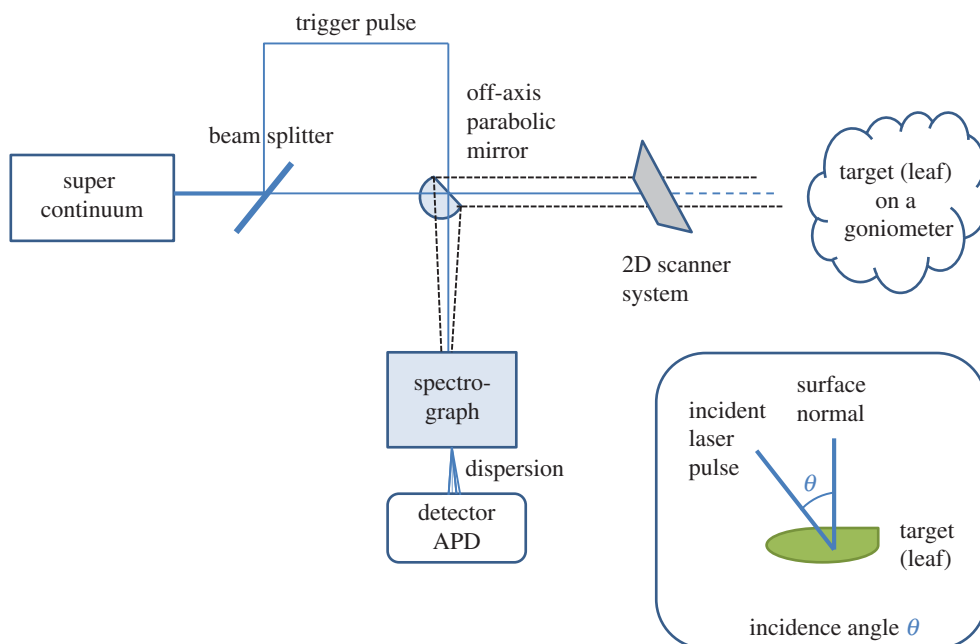 trigger pulse
off-axis
parabolic
mirror
beam splitter
super
continuum
target (leaf)
on a
goniometer
2D scanner
system
spectro-
graph
dispersion
detector
APD
surface
normal
incident
laser
pulse
θ
target
(leaf)
incidence angle θ